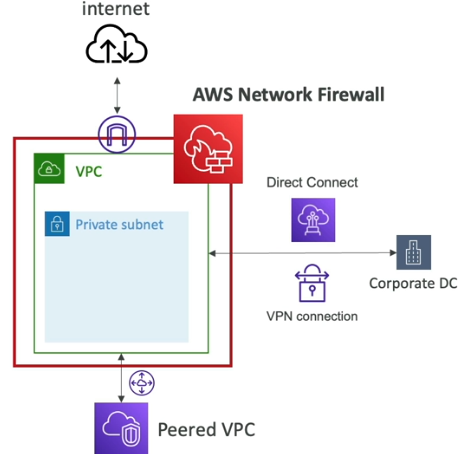 internet
AWS Network Firewall
VPC
Direct Connect
Private subnet
Corporate DC
VPN connection
Peered VPC